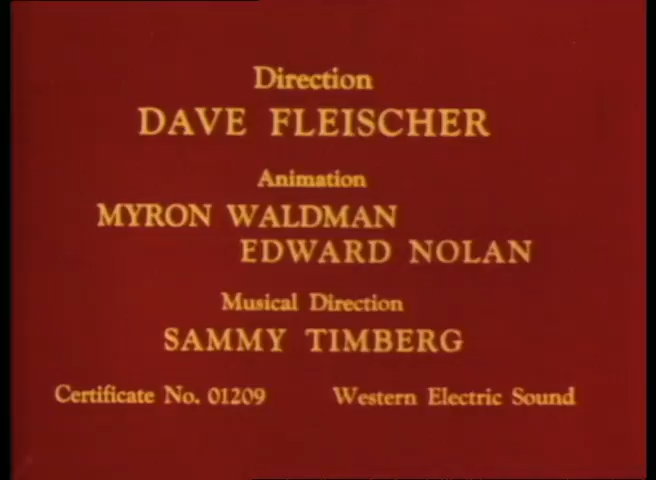 Direction
DAVE FLEISCHER
Animation
MYRON WALDMAN
EDWARD NOLAN
Musical Direction
SAMMY TIMBERG
Certificate No. 01209 Western Electric Sound